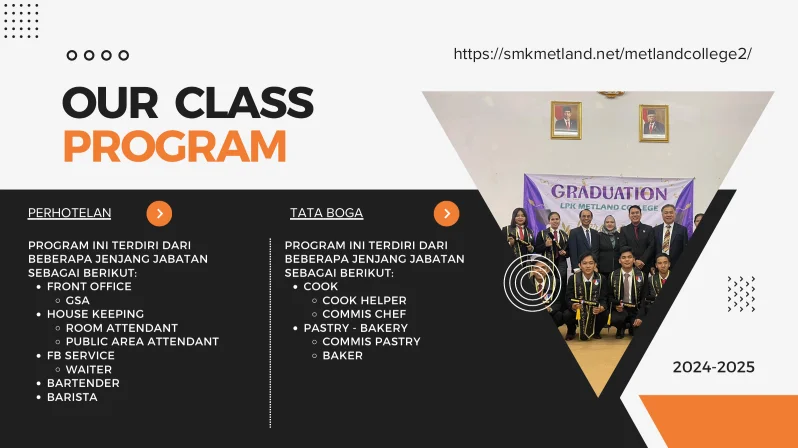 https://smkmetland.net/metlandcollege2/
OUR CLASS
PROGRAM
PERHOTELAN
PROGRAM INI TERDIRI DARI
BEBERAPA JENJANG JABATAN
SEBAGAI BERIKUT:
FRONT OFFICE
GSA
HOUSE KEEPING
ROOM ATTENDANT
PUBLIC AREA ATTENDANT
FB SERVICE
WAITER
BARTENDER
BARISTA
TATA BOGA
PROGRAM INI TERDIRI DARI
BEBERAPA JENJANG JABATAN
SEBAGAI BERIKUT:
COOK
COOK HELPER
COMMIS CHEF
PASTRY - BAKERY
COMMIS PASTRY
BAKER
GRADUATION
LPK METLAND COLLEGE
2024-2025